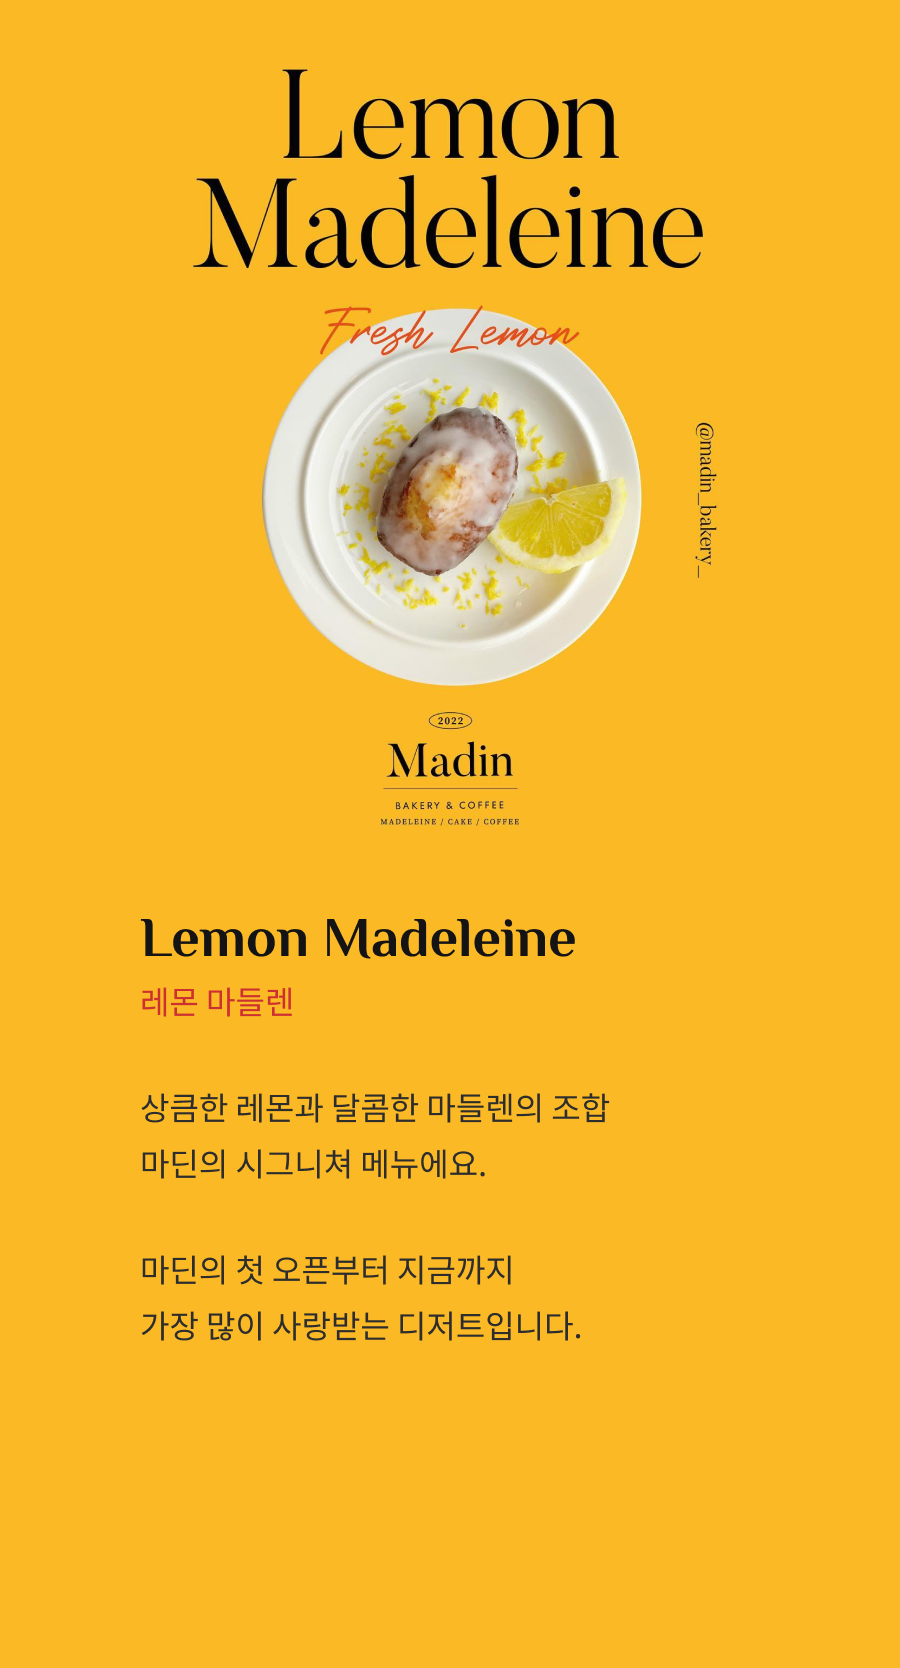 Lemon
Madeleine
Fresh Lemon
@madin_bakery_
2022
Madin
BAKERY & COFFEE
MADELEINE / CAKE / COFFEE
Lemon Madeleine
레몬 마들렌
상큼한 레몬과 달콤한 마들렌의 조합
마딘의 시그니쳐 메뉴에요.
마딘의 첫 오픈부터 지금까지
가장 많이 사랑받는 디저트입니다.